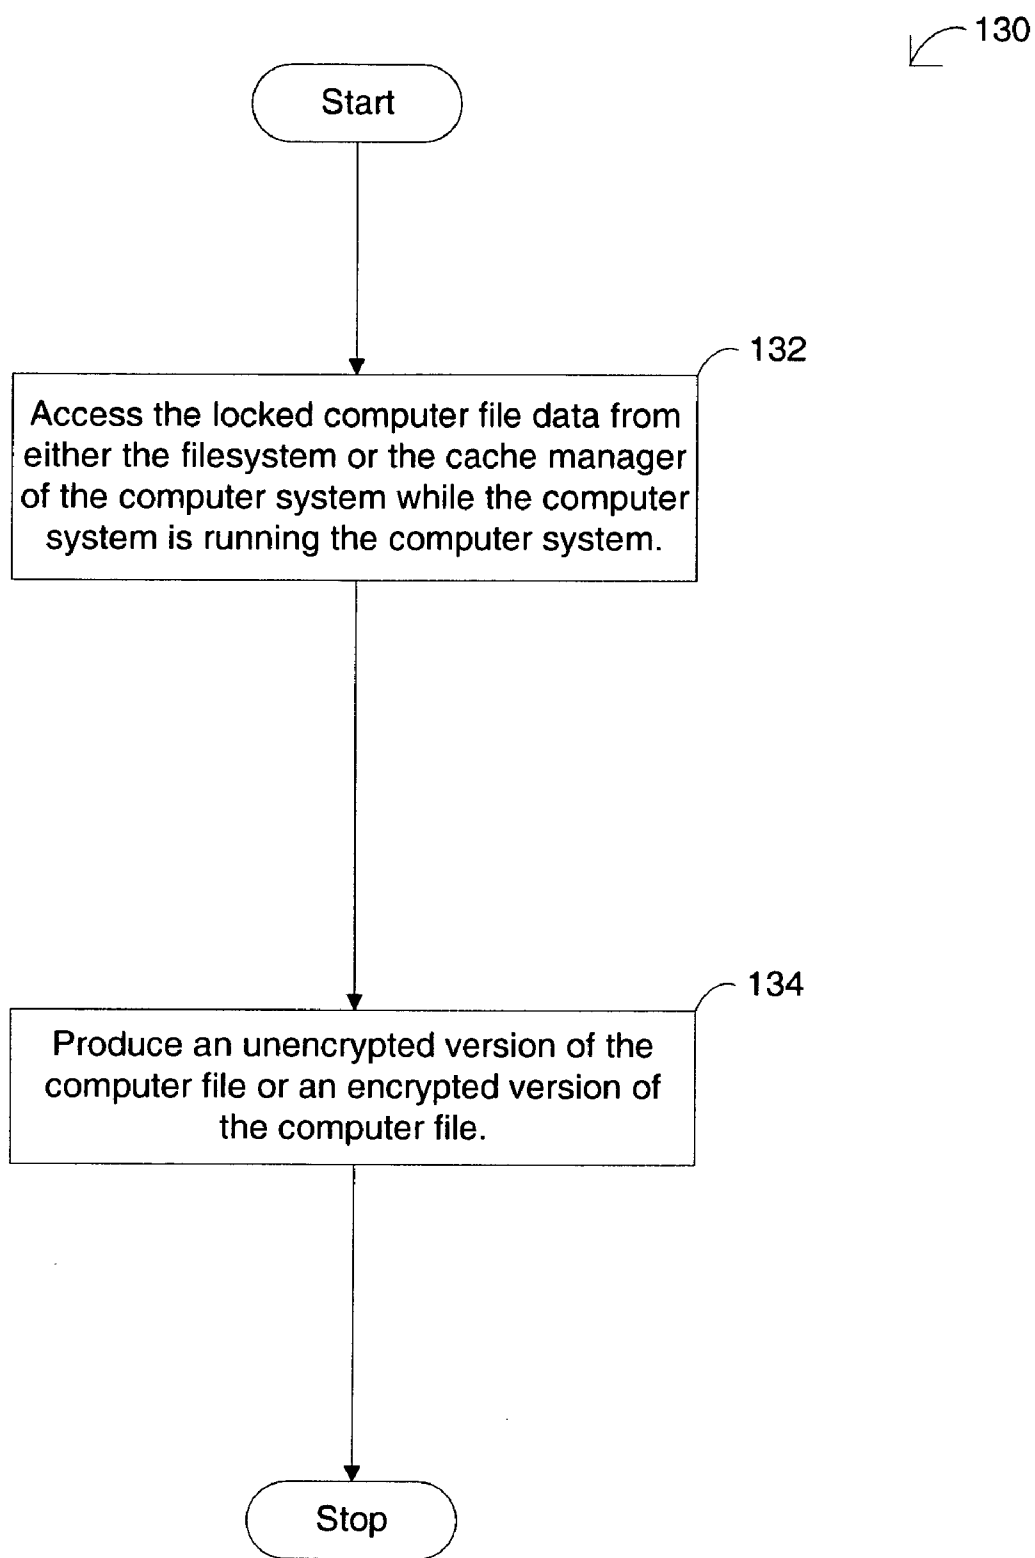 130
Start
132
Access the locked computer file data from
either the filesystem or the cache manager
of the computer system while the computer
system is running the computer system.
134
Produce an unencrypted version of the
computer file or an encrypted version of
the computer file.
Stop